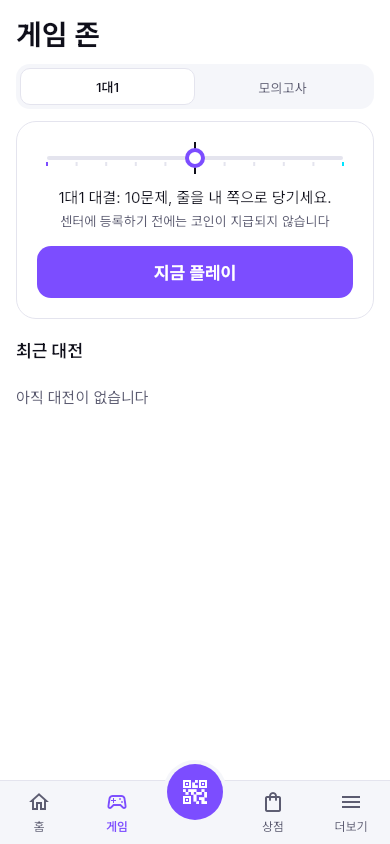 게임 존
1대1
모의고사
1대1 대결: 10문제, 줄을 내 쪽으로 당기세요.
센터에 등록하기 전에는 코인이 지급되지 않습니다
지금 플레이
최근 대전
아직 대전이 없습니다
홈
게임
상점
더보기